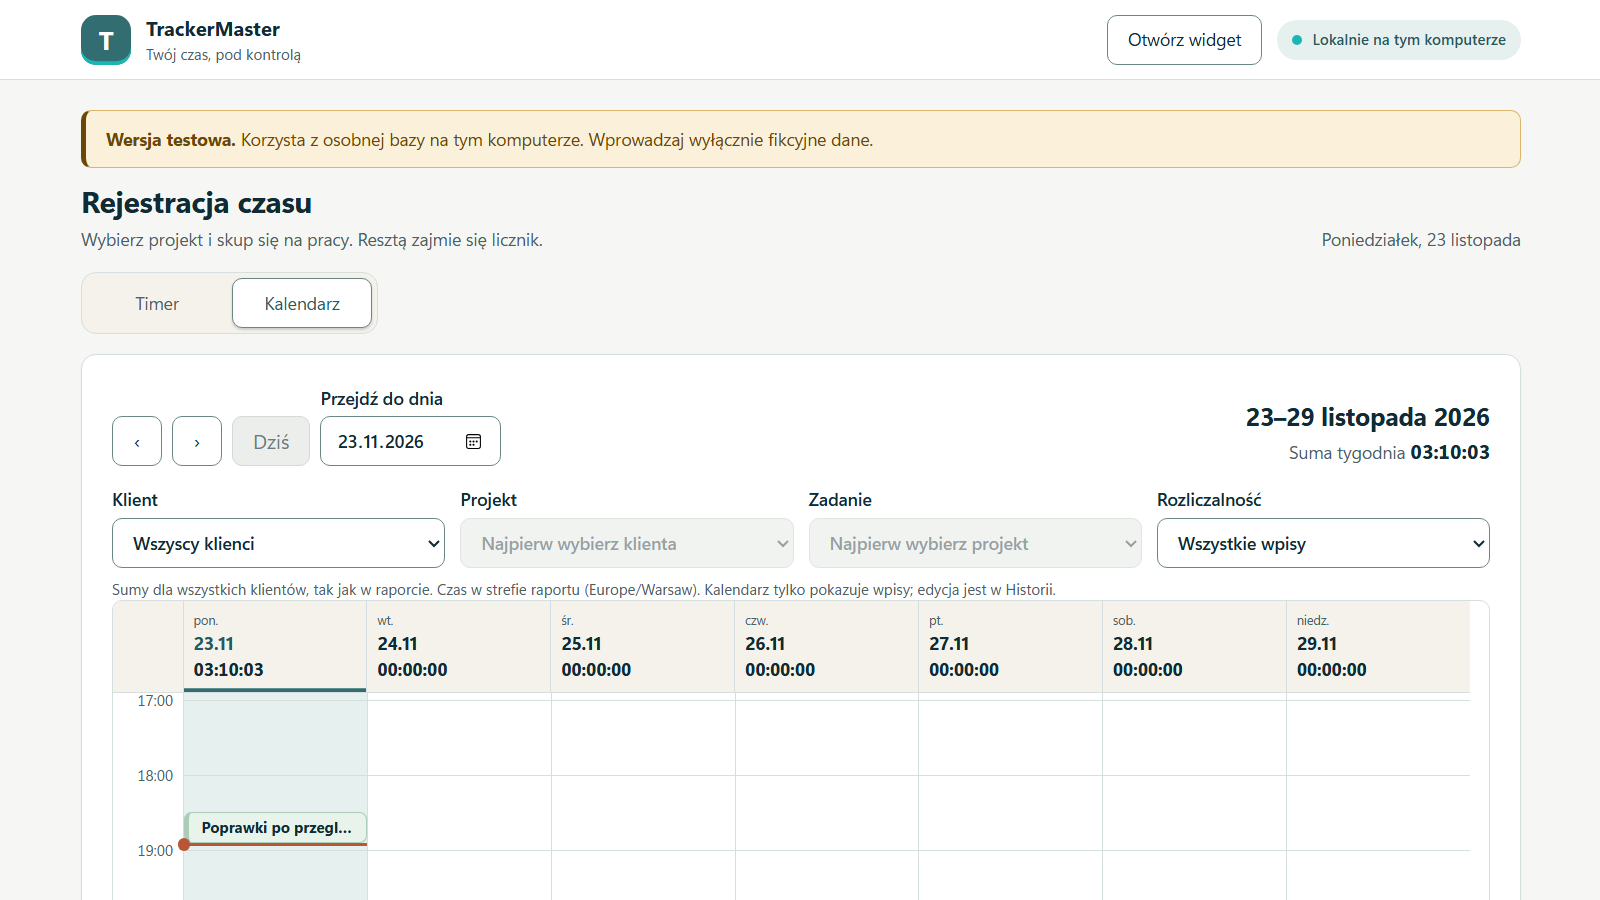 T
TrackerMaster
Twój czas, pod kontrolą
Otwórz widget
Lokalnie na tym komputerze
Wersja testowa. Korzysta z osobnej bazy na tym komputerze. Wprowadzaj wyłącznie fikcyjne dane.
Rejestracja czasu
Wybierz projekt i skup się na pracy. Resztą zajmie się licznik.
Poniedziałek, 23 listopada
Timer
Kalendarz
‹
›
Dziś
Przejdź do dnia
23.11.2026
23–29 listopada 2026
Suma tygodnia 03:10:03
Klient
Wszyscy klienci
Projekt
Najpierw wybierz klienta
Zadanie
Najpierw wybierz projekt
Rozliczalność
Wszystkie wpisy
Sumy dla wszystkich klientów, tak jak w raporcie. Czas w strefie raportu (Europe/Warsaw). Kalendarz tylko pokazuje wpisy; edycja jest w Historii.
pon.
23.11
03:10:03
wt.
24.11
00:00:00
śr.
25.11
00:00:00
czw.
26.11
00:00:00
pt.
27.11
00:00:00
sob.
28.11
00:00:00
niedz.
29.11
00:00:00
17:00
18:00
Poprawki po przegl...
19:00